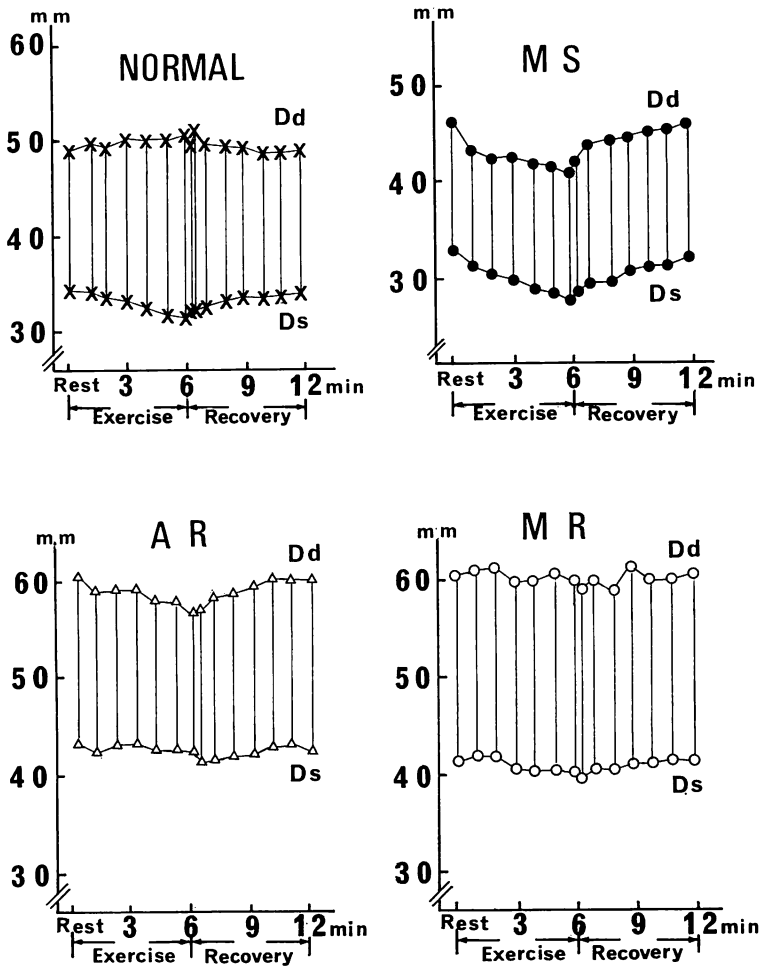 NORMAL
mm
60
50
40
30
Dd
Ds
Rest 3 6 9 12 min
Exercise Recovery
MS
mm
50
40
30
Dd
Ds
Rest 3 6 9 12 min
Exercise Recovery
AR
mm
60
50
40
30
Dd
Ds
Rest 3 6 9 12 min
Exercise Recovery
MR
mm
60
50
40
30
Dd
Ds
Rest 3 6 9 12 min
Exercise Recovery